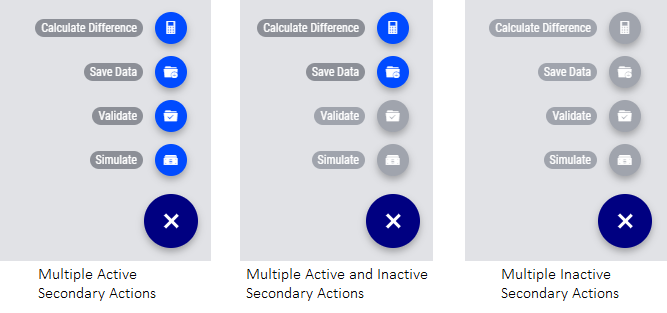 Calculate Difference
Save Data
Validate
Simulate
Multiple Active
Secondary Actions
Calculate Difference
Save Data
Validate
Simulate
Multiple Active and Inactive
Secondary Actions
Calculate Difference
Save Data
Validate
Simulate
Multiple Inactive
Secondary Actions